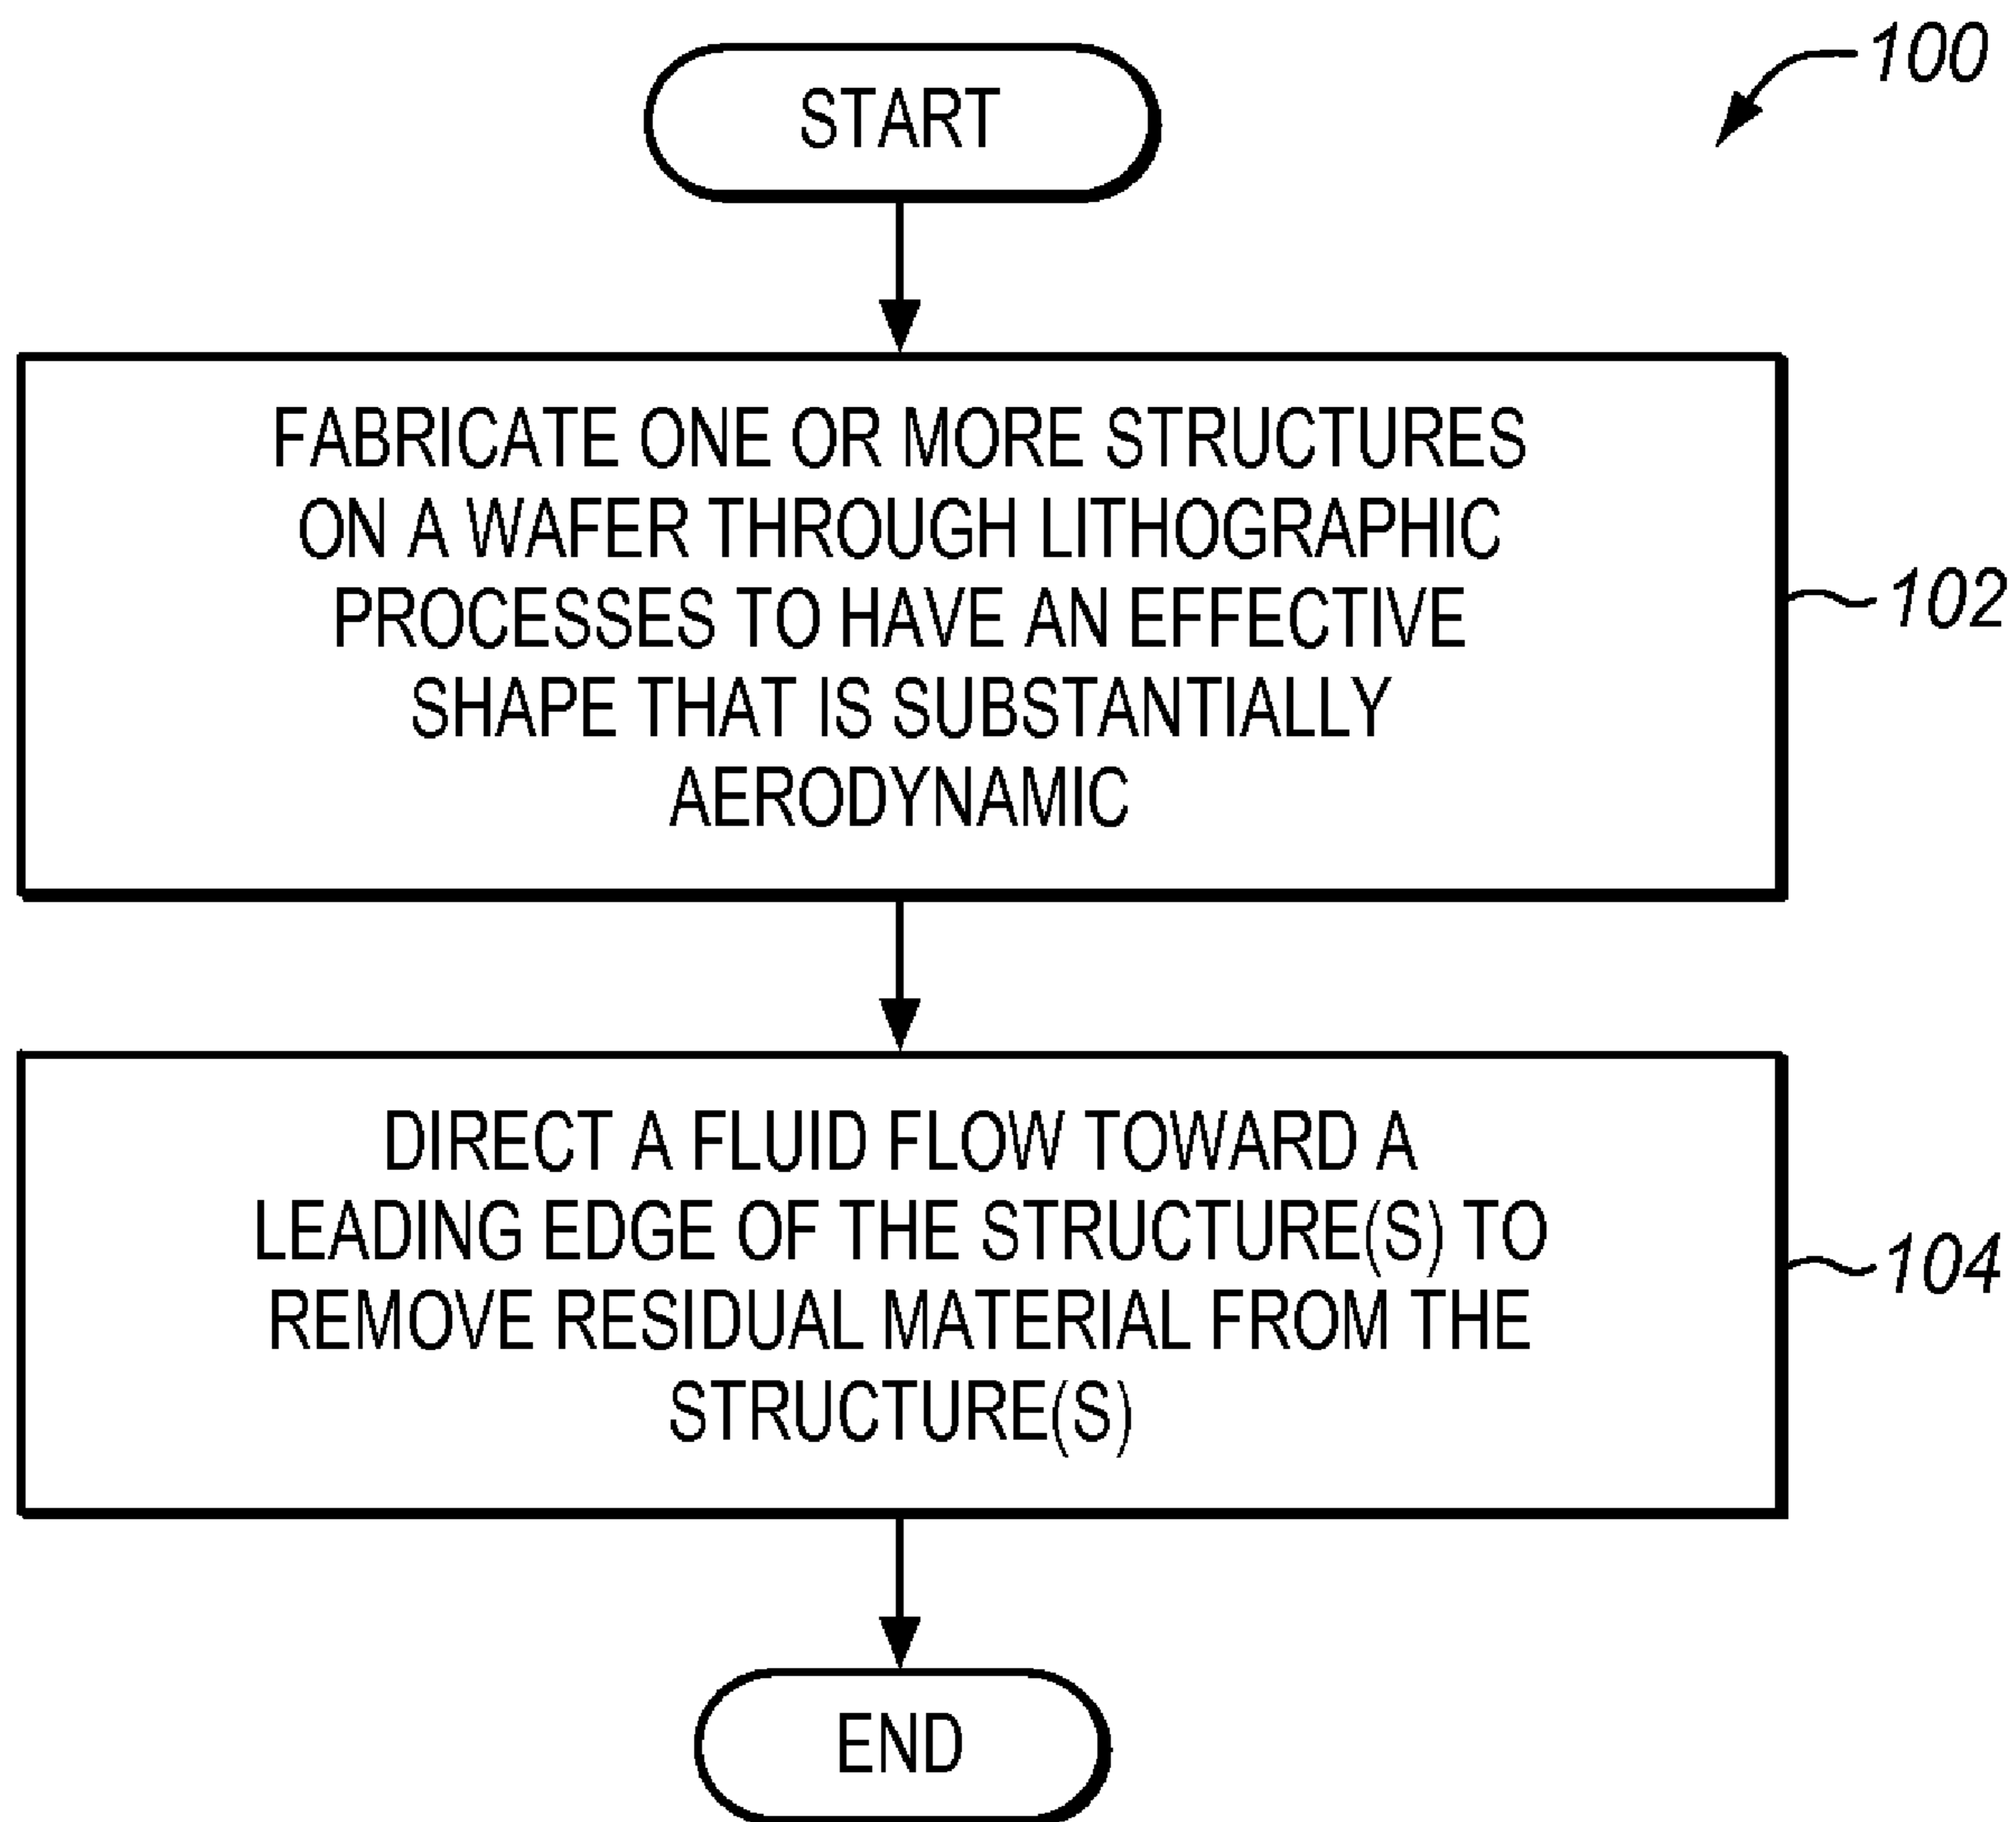 START
100
FABRICATE ONE OR MORE STRUCTURES
ON A WAFER THROUGH LITHOGRAPHIC
PROCESSES TO HAVE AN EFFECTIVE
SHAPE THAT IS SUBSTANTIALLY
AERODYNAMIC
102
DIRECT A FLUID FLOW TOWARD A
LEADING EDGE OF THE STRUCTURE(S) TO
REMOVE RESIDUAL MATERIAL FROM THE
STRUCTURE(S)
104
END